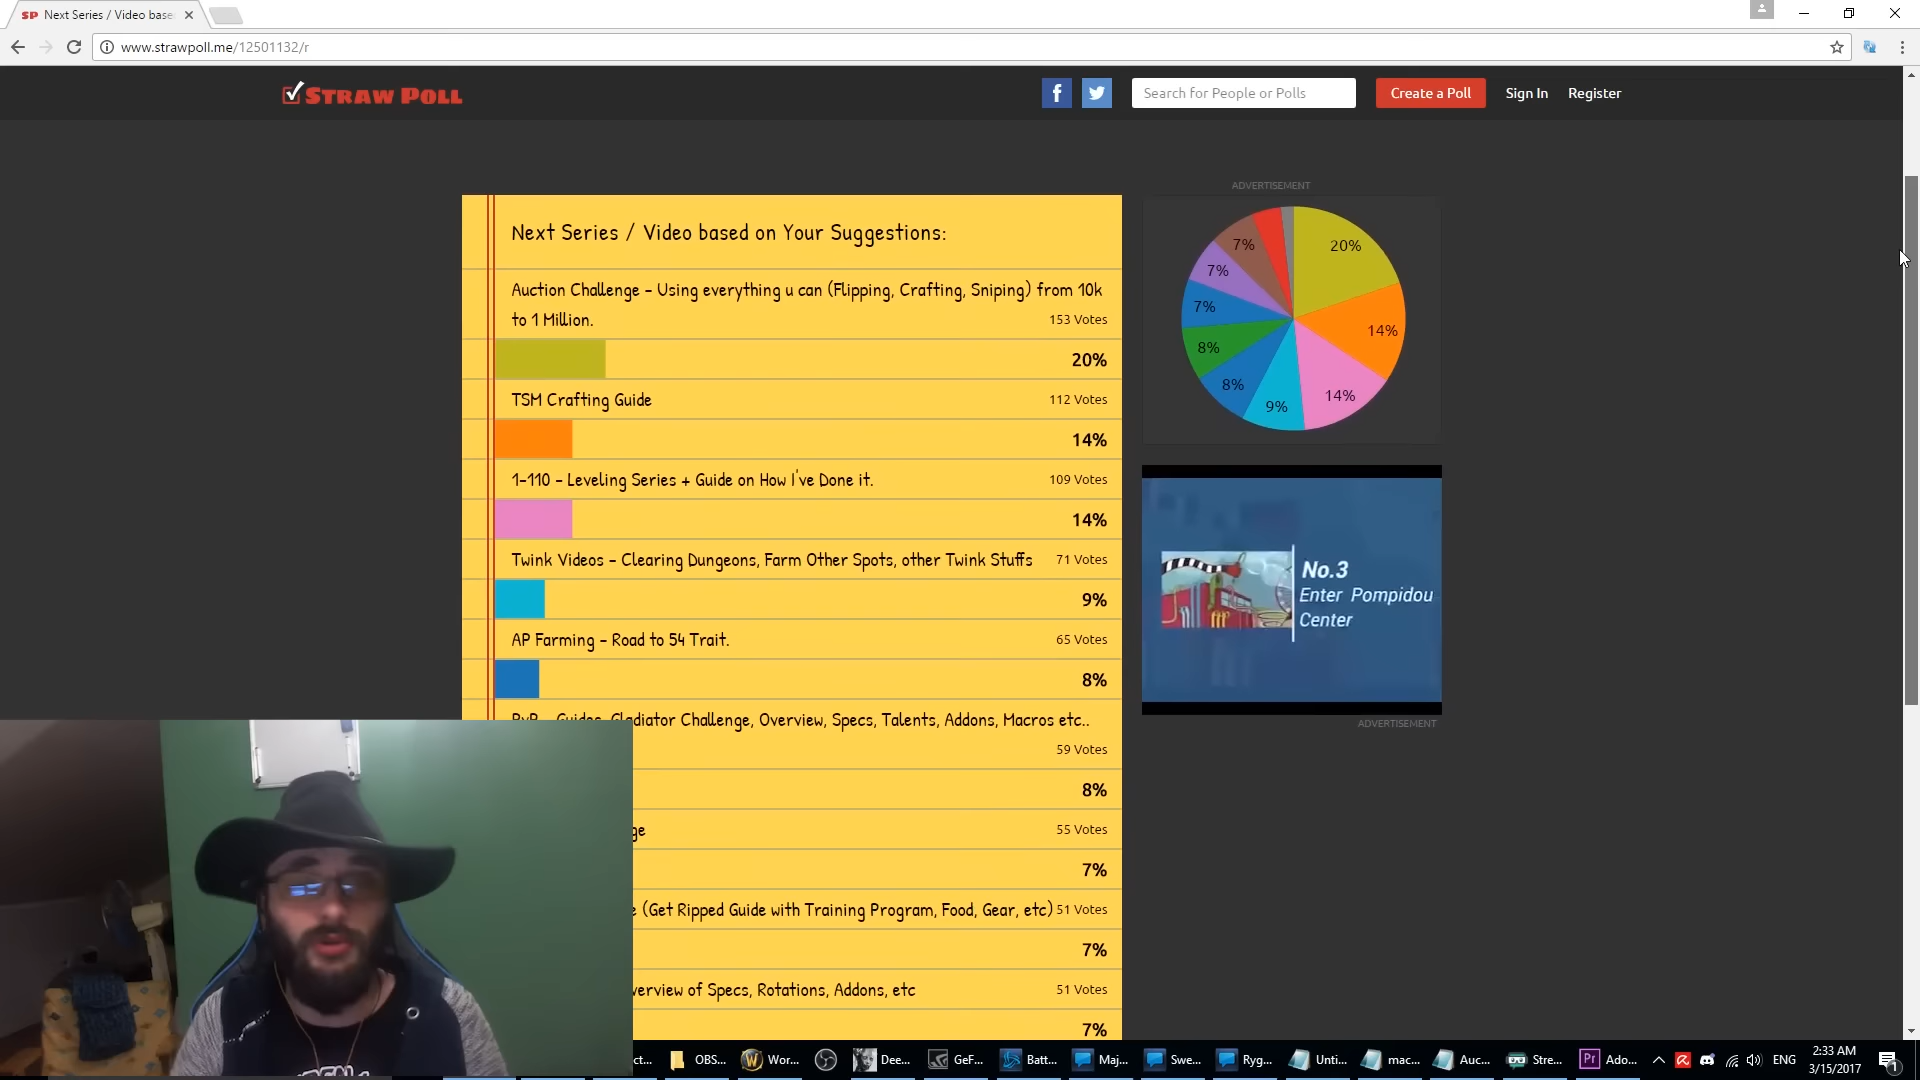 SP Next Series / Video base
www.strawpoll.me/12501132/r
STRAW POLL
Search for People or Polls
Create a Poll
Sign In
Register
ADVERTISEMENT
Next Series / Video based on Your Suggestions:
Auction Challenge - Using everything u can (Flipping, Crafting, Sniping) from 10k
to 1 Million.
153 Votes
20%
TSM Crafting Guide
112 Votes
14%
1-110 - Leveling Series + Guide on How I've Done it.
109 Votes
14%
Twink Videos - Clearing Dungeons, Farm Other Spots, other Twink Stuffs
71 Votes
9%
AP Farming - Road to 54 Trait.
65 Votes
8%
PvP - Guides, Gladiator Challenge, Overview, Specs, Talents, Addons, Macros etc..
59 Votes
8%
ge
55 Votes
7%
e (Get Ripped Guide with Training Program, Food, Gear, etc)
51 Votes
7%
verview of Specs, Rotations, Addons, etc
51 Votes
7%
20%
14%
14%
9%
8%
8%
7%
7%
7%
No.3
Enter Pompidou
Center
ADVERTISEMENT
ct...
OBS...
Wor...
Dee...
GeF...
Batt...
Maj...
Swe...
Ryg...
Unti...
mac...
Auc...
Stre...
Pr Ado...
ENG
2:33 AM
3/15/2017
1